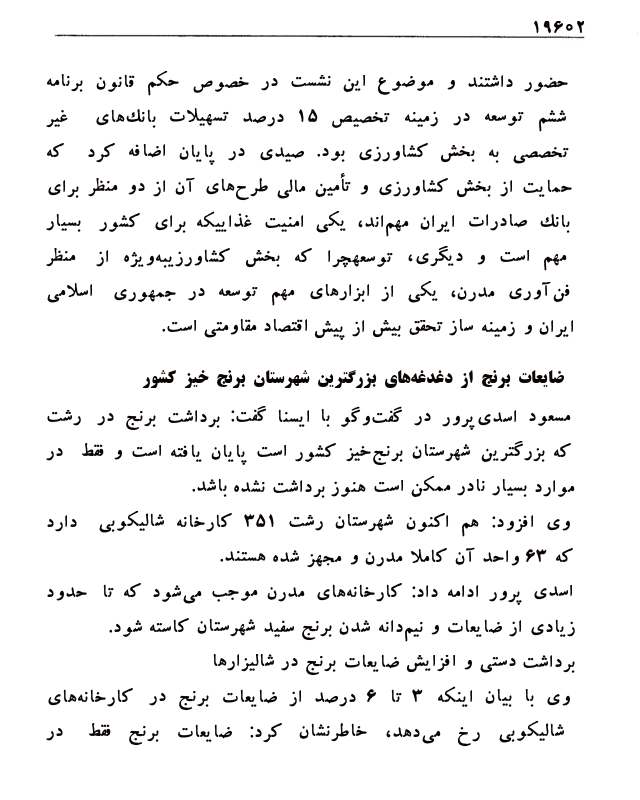 ۱۹۶۰۲
حضور داشتند و موضوع این نشست در خصوص حکم قانون برنامه
ششم توسعه در زمینه تخصیص ۱۵ درصد تسهیلات بانك‌های غیر
تخصصی به بخش کشاورزی بود. صیدی در پایان اضافه کرد که
حمایت از بخش کشاورزی و تأمین مالی طرح‌های آن از دو منظر برای
بانك صادرات ایران مهم‌اند، یکی امنیت غذاییکه برای کشور بسیار
مهم است و دیگری، توسعهچرا که بخش کشاورزیبه‌ویژه از منظر
فن‌آوری مدرن، یکی از ابزارهای مهم توسعه در جمهوری اسلامی
ایران و زمینه ساز تحقق بیش از پیش اقتصاد مقاومتی است.
ضایعات برنج از دغدغه‌های بزرگترین شهرستان برنج خیز کشور
مسعود اسدی‌پرور در گفت‌وگو با ایسنا گفت: برداشت برنج در رشت
که بزرگترین شهرستان برنج‌خیز کشور است پایان یافته است و فقط در
موارد بسیار نادر ممکن است هنوز برداشت نشده باشد.
وی افزود: هم اکنون شهرستان رشت ۳۵۱ کارخانه شالیکوبی دارد
که ۶۳ واحد آن کاملا مدرن و مجهز شده هستند.
اسدی پرور ادامه داد: کارخانه‌های مدرن موجب می‌شود که تا حدود
زیادی از ضایعات و نیم‌دانه شدن برنج سفید شهرستان کاسته شود.
برداشت دستی و افزایش ضایعات برنج در شالیزارها
وی با بیان اینکه ۳ تا ۶ درصد از ضایعات برنج در کارخانه‌های
شالیکوبی رخ می‌دهد، خاطرنشان کرد: ضایعات برنج فقط در